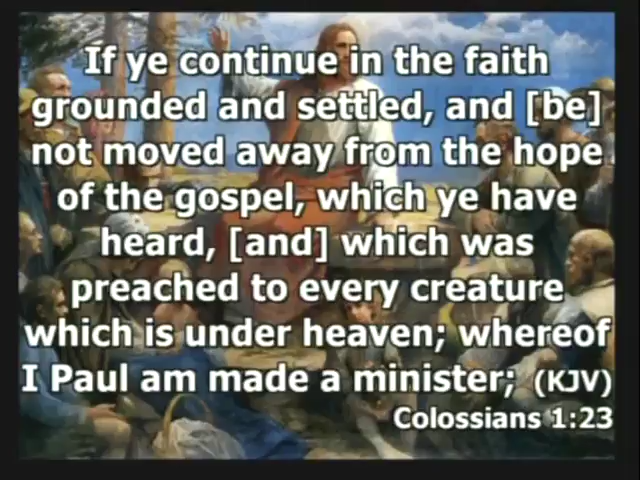 If ye continue in the faith
grounded and settled, and [be]
not moved away from the hope
of the gospel, which ye have
heard, [and] which was
preached to every creature
which is under heaven; whereof
I Paul am made a minister; (KJV)
Colossians 1:23